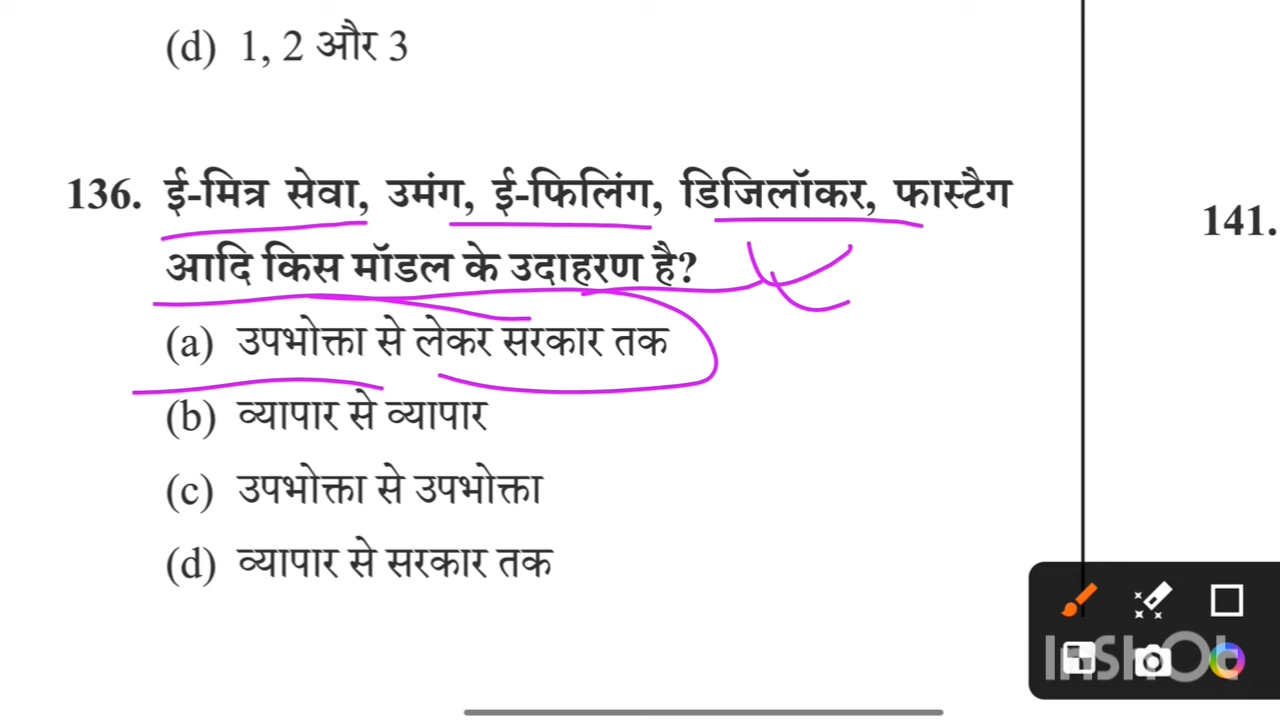 (d) 1, 2 और 3
136. ई-मित्र सेवा, उमंग, ई-फिलिंग, डिजिलॉकर, फास्टैग
आदि किस मॉडल के उदाहरण है?
141.
(a) उपभोक्ता से लेकर सरकार तक
(b) व्यापार से व्यापार
(c) उपभोक्ता से उपभोक्ता
(d) व्यापार से सरकार तक
InShOt